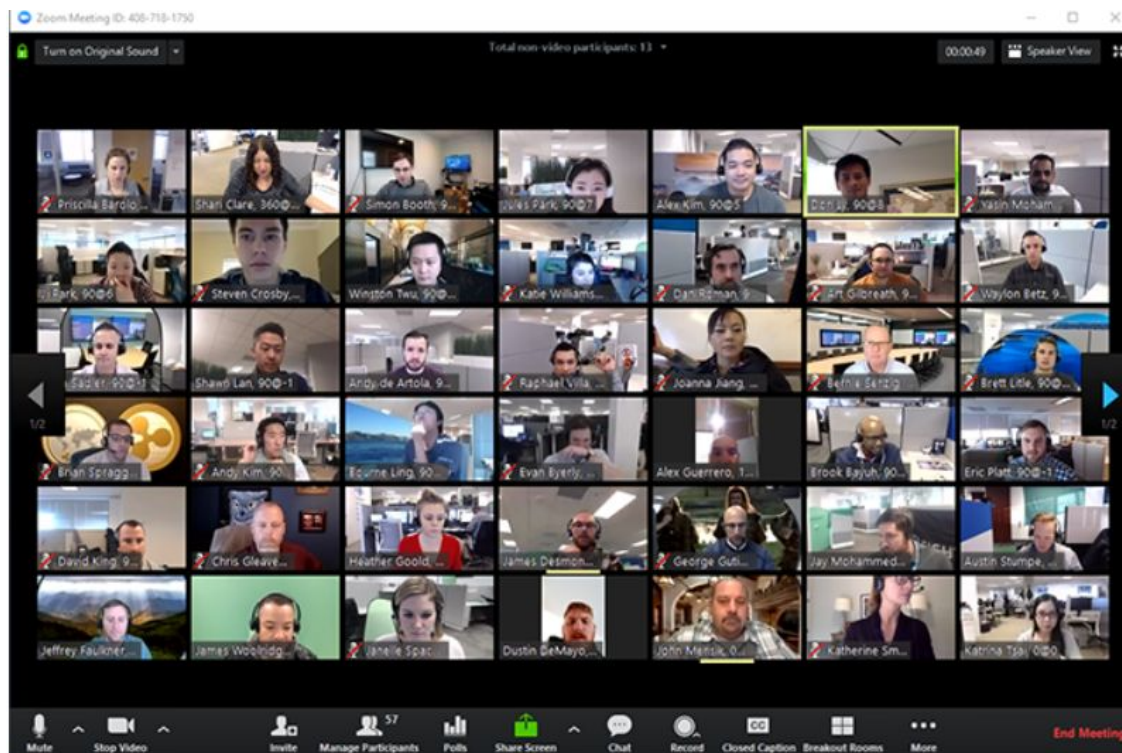 Zoom Meeting ID: 408-718-1750
Turn on Original Sound
Total non-video participants: 13
00:00:49
Speaker View
Priscilla Barolo ...
Shari Clare, 360@...
Simon Booth, 9...
Jules Park, 90@7
Alex Kim, 90@5
Don Ly, 90@8
Yasin Moham...
Park, 90@6
Steven Crosby,...
Winston Twu, 90@...
Katie Williams...
Dan Roman, 9
Art Gilbreath, 9...
Waylon Betz, 9...
Sadler, 90@-1
Shawn Lan, 90@-1
Andy de Artola, 9...
Raphael Villa, ...
Joanna Jiang, ...
Bernie Senzig
Brett Litle, 90@...
1/2
1/2
Brian Spragg...
Andy Kim, 90...
Bourne Ling, 90...
Evan Byerly, ...
Alex Guerrero, 1...
Brook Bayuh, 90...
Eric Platt, 90@-1
David King, 9...
Chris Gleave...
Heather Goold, ...
James Desmon...
George Guti...
Jay Mohammed...
Austin Stumpe, ...
Jeffrey Faulkner,...
James Woolridg...
Janelle Spac...
Dustin DeMayo,...
John Mensik, 0...
Katherine Sm...
Katrina Tsai, 0@0
Mute
Stop Video
Invite
57
Manage Participants
Polls
Share Screen
Chat
Record
CC
Closed Caption
Breakout Rooms
More
End Meeting